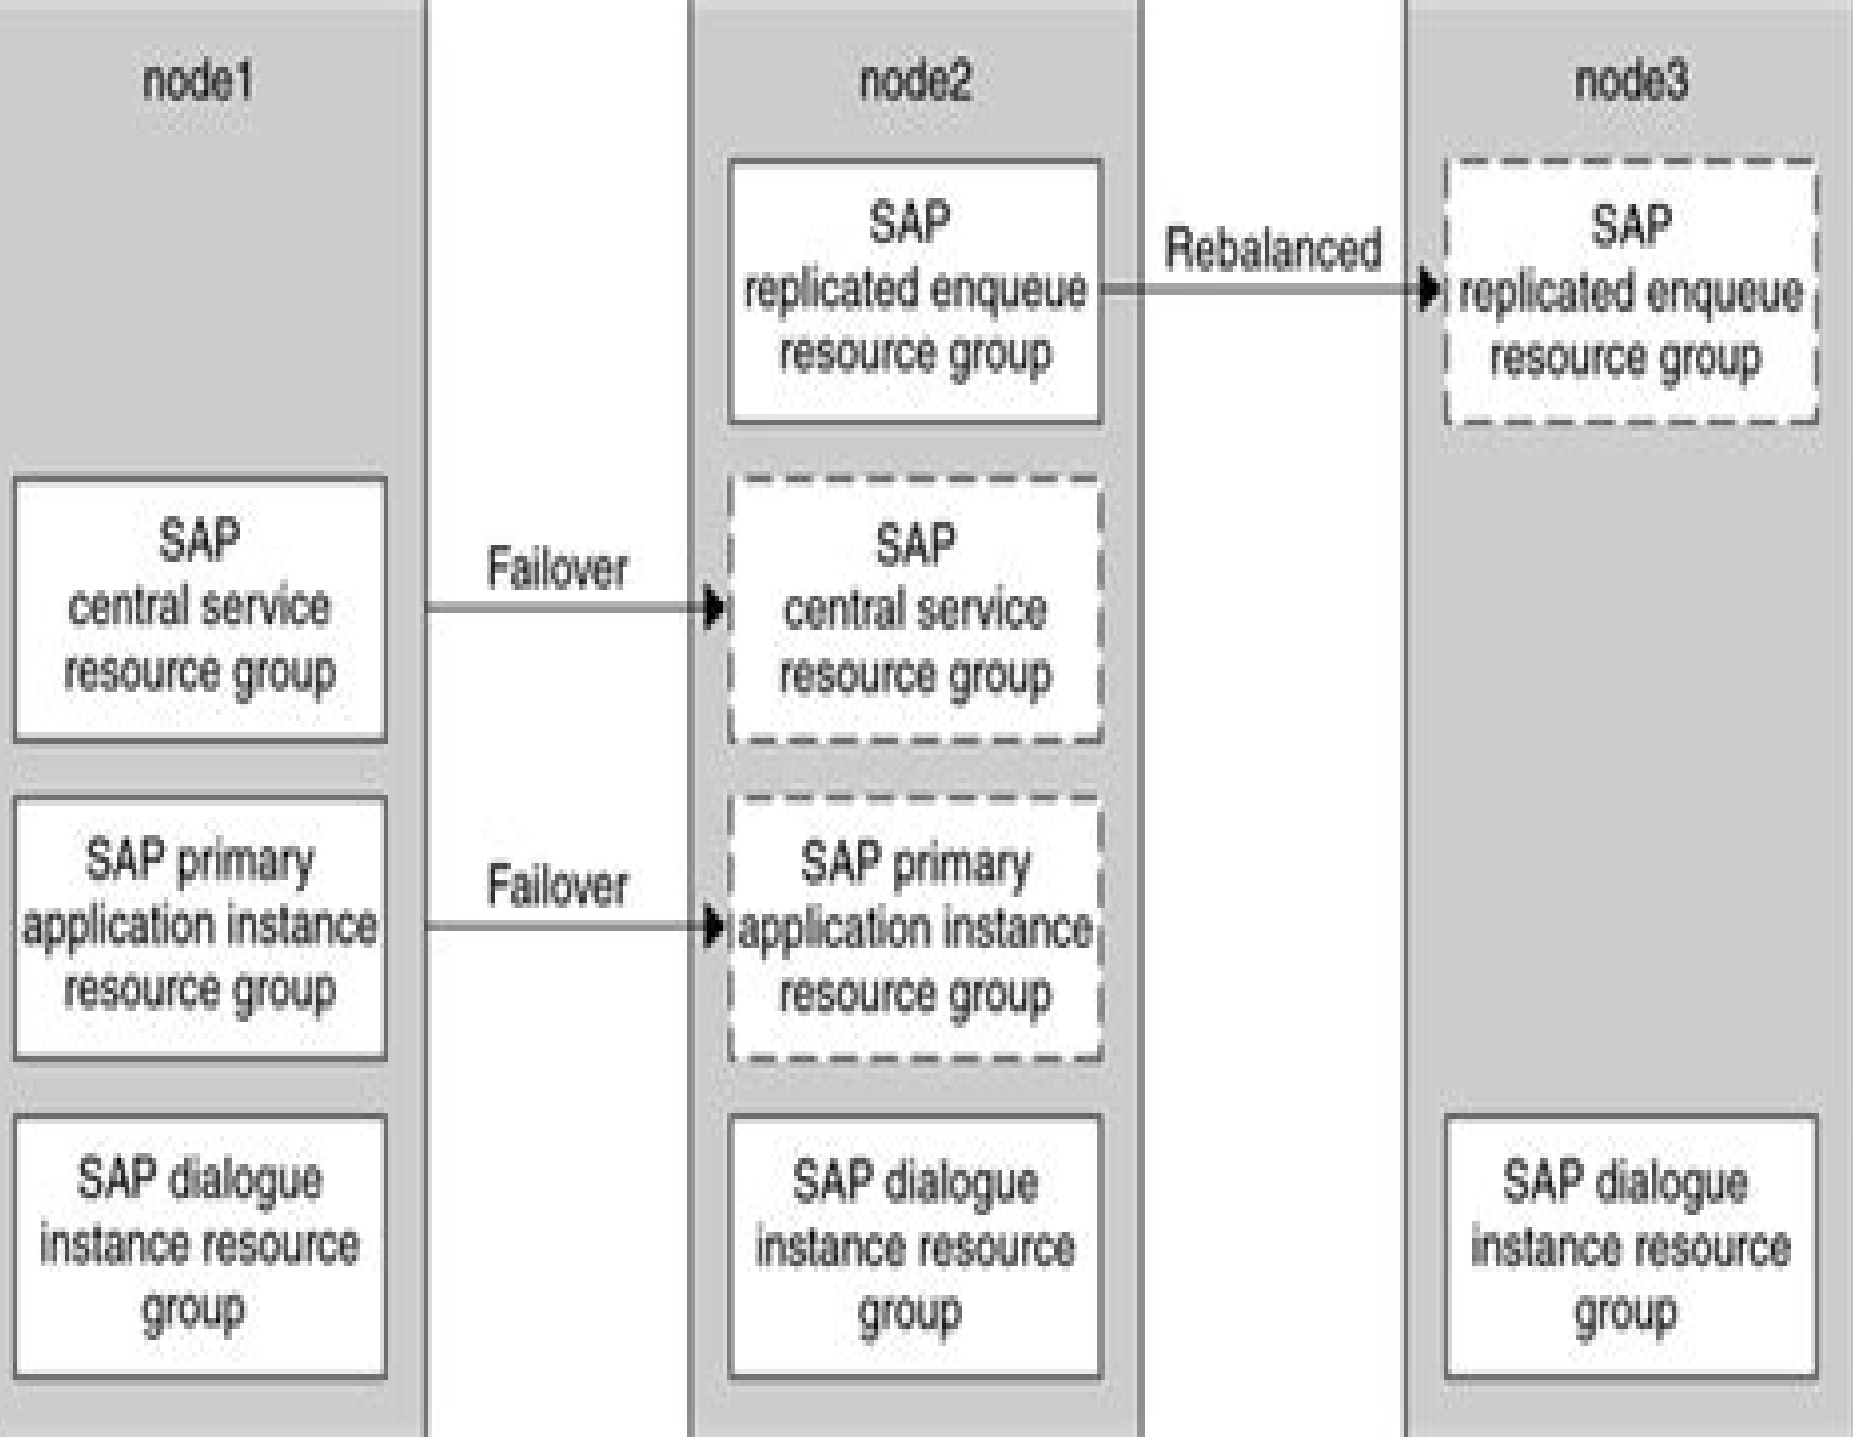 node1
node2
node3
SAP
replicated enqueue
resource group
Rebalanced
SAP
replicated enqueue
resource group
SAP
central service
resource group
Failover
SAP
central service
resource group
SAP primary
application instance
resource group
Failover
SAP primary
application instance
resource group
SAP dialogue
instance resource
group
SAP dialogue
instance resource
group
SAP dialogue
instance resource
group